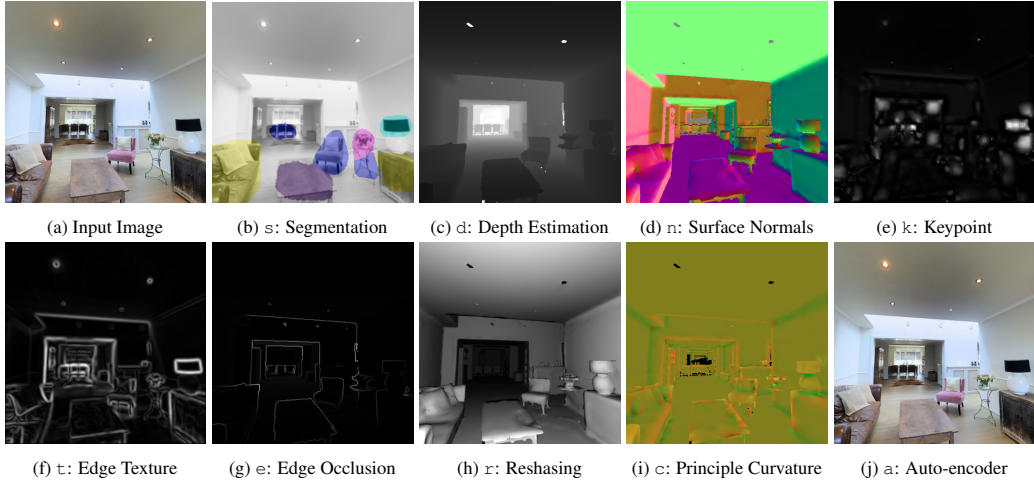 (a) Input Image
(b) s: Segmentation
(c) d: Depth Estimation
(d) n: Surface Normals
(e) k: Keypoint
(f) t: Edge Texture
(g) e: Edge Occlusion
(h) r: Reshasing
(i) c: Principle Curvature
(j) a: Auto-encoder